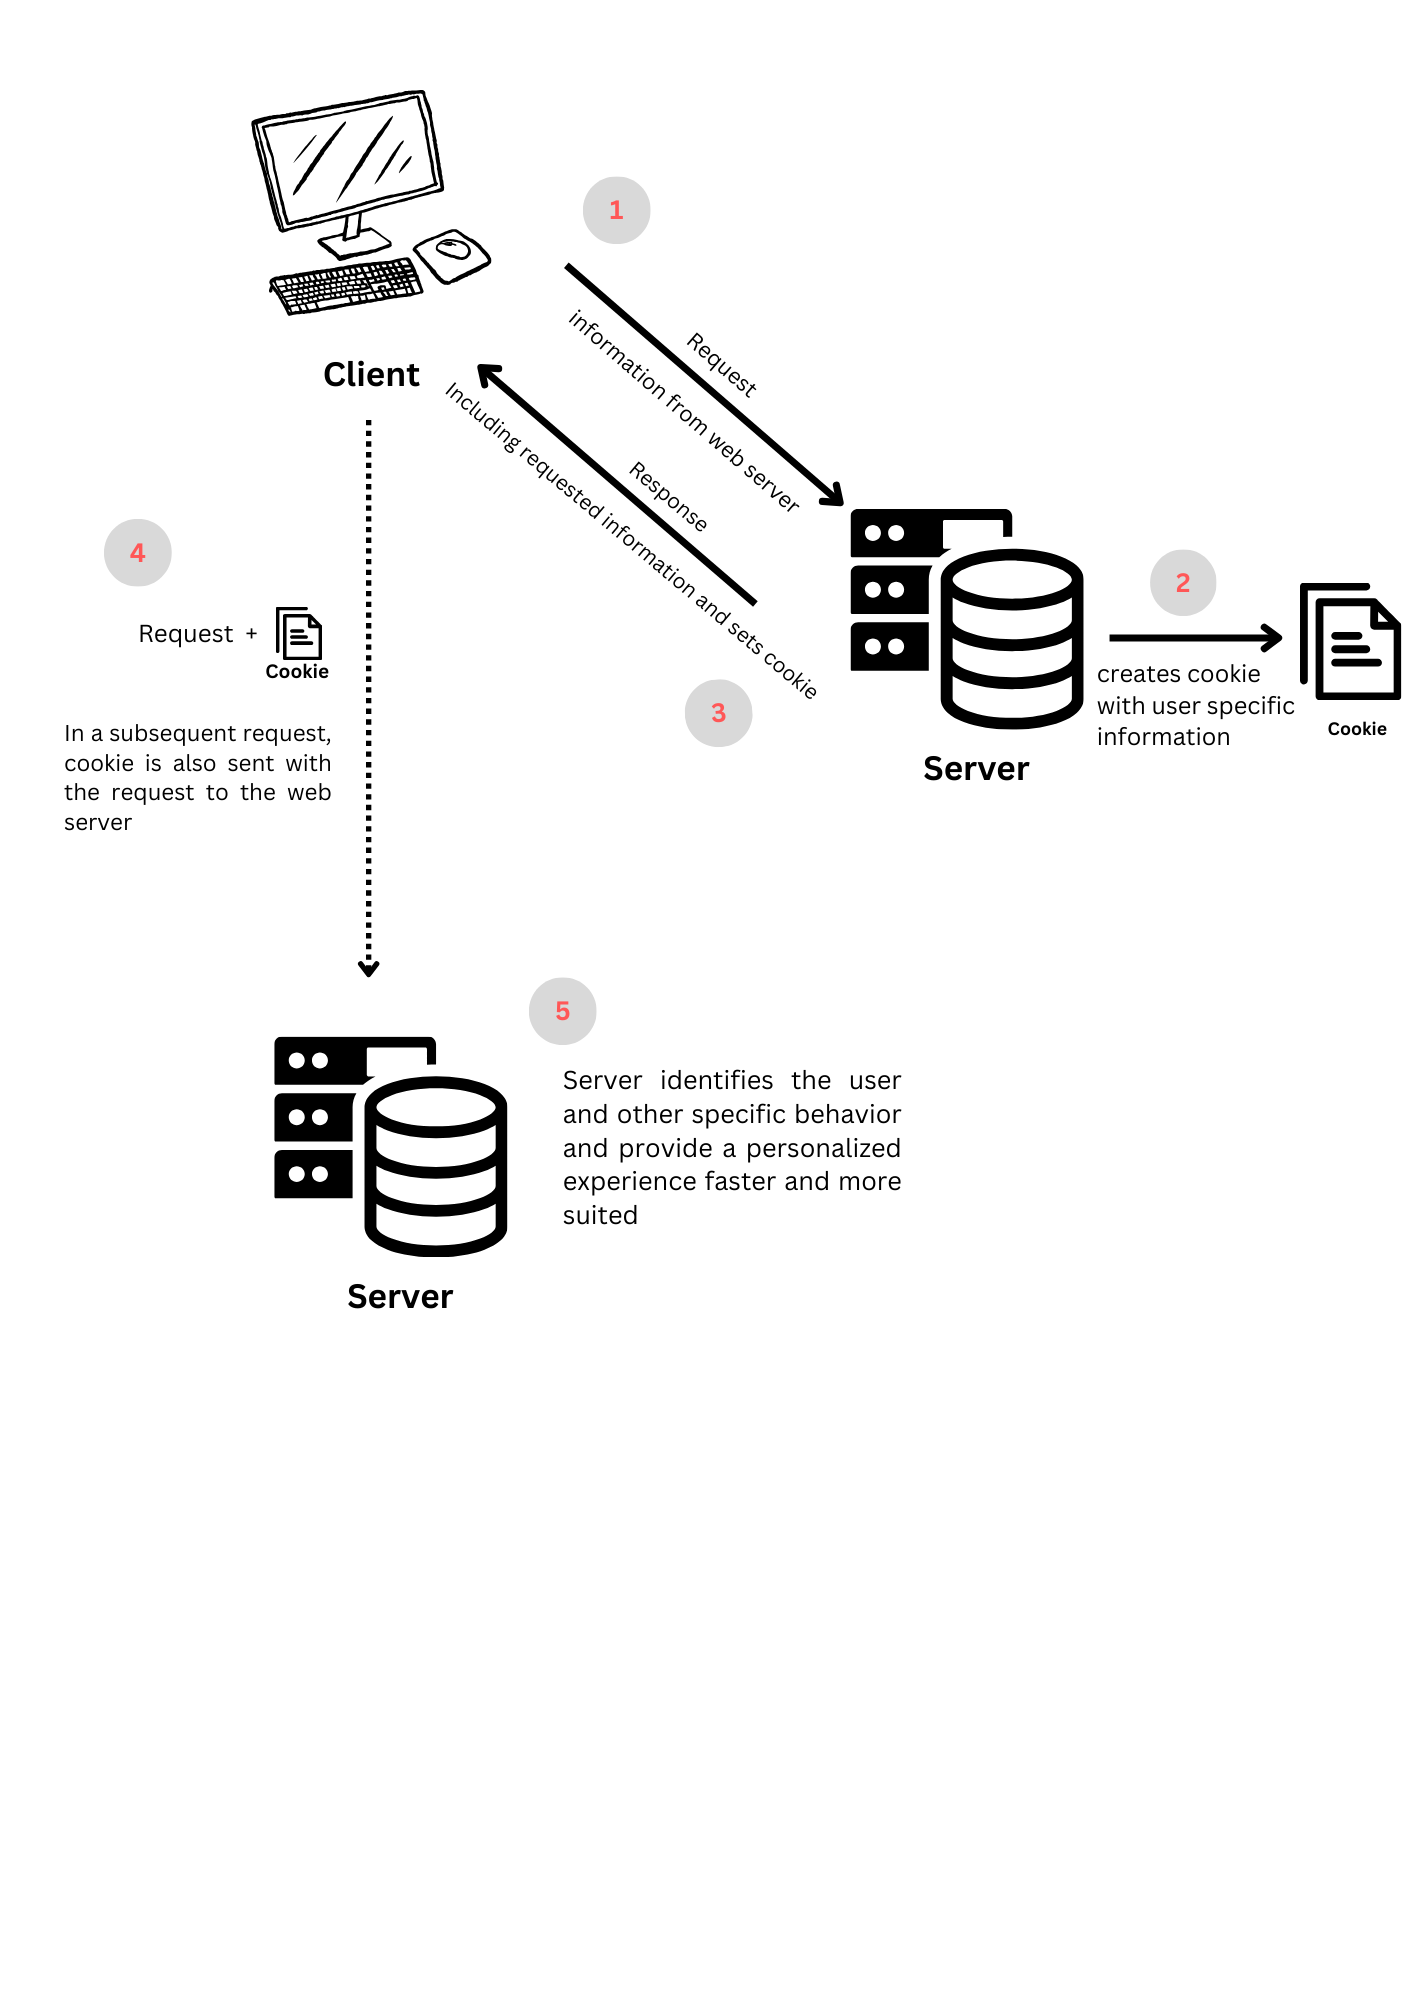 1
Request
information from web server
Client
Response
Including requested information and sets cookie
2
creates cookie
with user specific
information
Cookie
Server
3
4
Request +
Cookie
In a subsequent request,
cookie is also sent with
the request to the web
server
5
Server identifies the user
and other specific behavior
and provide a personalized
experience faster and more
suited
Server